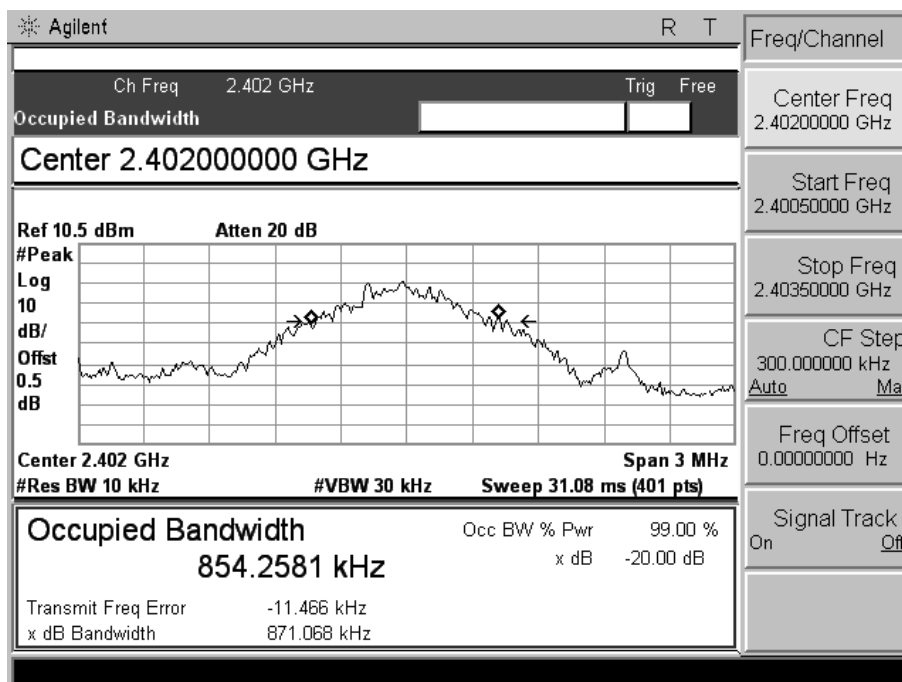 Agilent R T
Ch Freq 2.402 GHz Trig Free
Occupied Bandwidth
Center 2.402000000 GHz
Ref 10.5 dBm Atten 20 dB
#Peak
Log
10
dB/
Offst
0.5
dB
Center 2.402 GHz Span 3 MHz
#Res BW 10 kHz #VBW 30 kHz Sweep 31.08 ms (401 pts)
Occupied Bandwidth
854.2581 kHz
Occ BW % Pwr 99.00 %
x dB -20.00 dB
Transmit Freq Error -11.466 kHz
x dB Bandwidth 871.068 kHz
Freq/Channel
Center Freq
2.40200000 GHz
Start Freq
2.40050000 GHz
Stop Freq
2.40350000 GHz
CF Step
300.000000 kHz
Auto Ma
Freq Offset
0.00000000 Hz
Signal Track
On Off